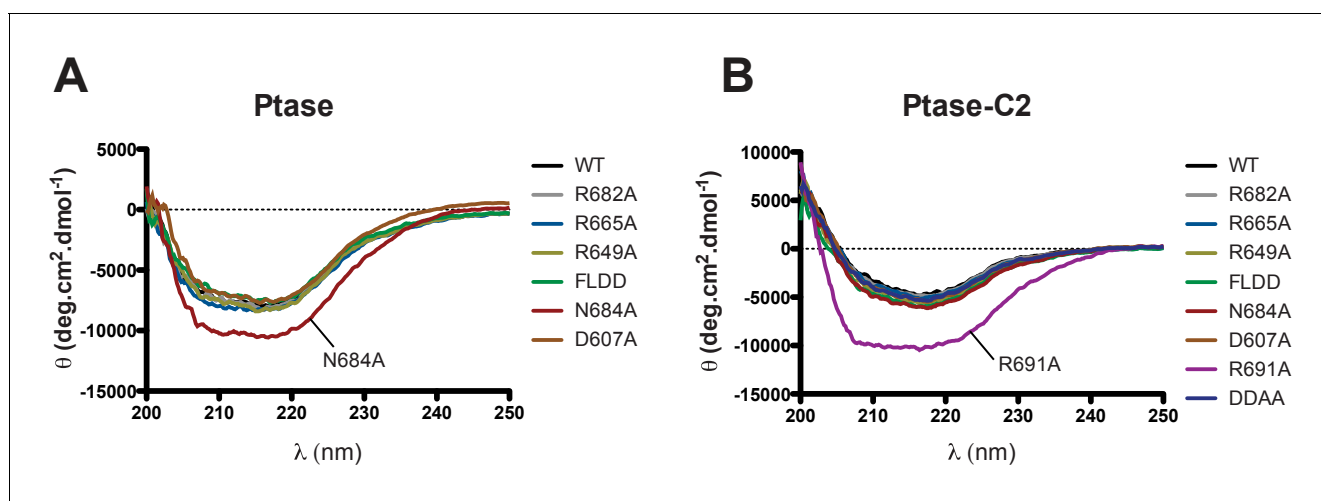 A
Ptase
5000
0
-5000
-10000
-15000
200
210
220
230
240
250
θ (deg.cm².dmol⁻¹)
λ (nm)
N684A
WT
R682A
R665A
R649A
FLDD
N684A
D607A
B
Ptase-C2
10000
5000
0
-5000
-10000
-15000
200
210
220
230
240
250
θ (deg.cm².dmol⁻¹)
λ (nm)
R691A
WT
R682A
R665A
R649A
FLDD
N684A
D607A
R691A
DDAA